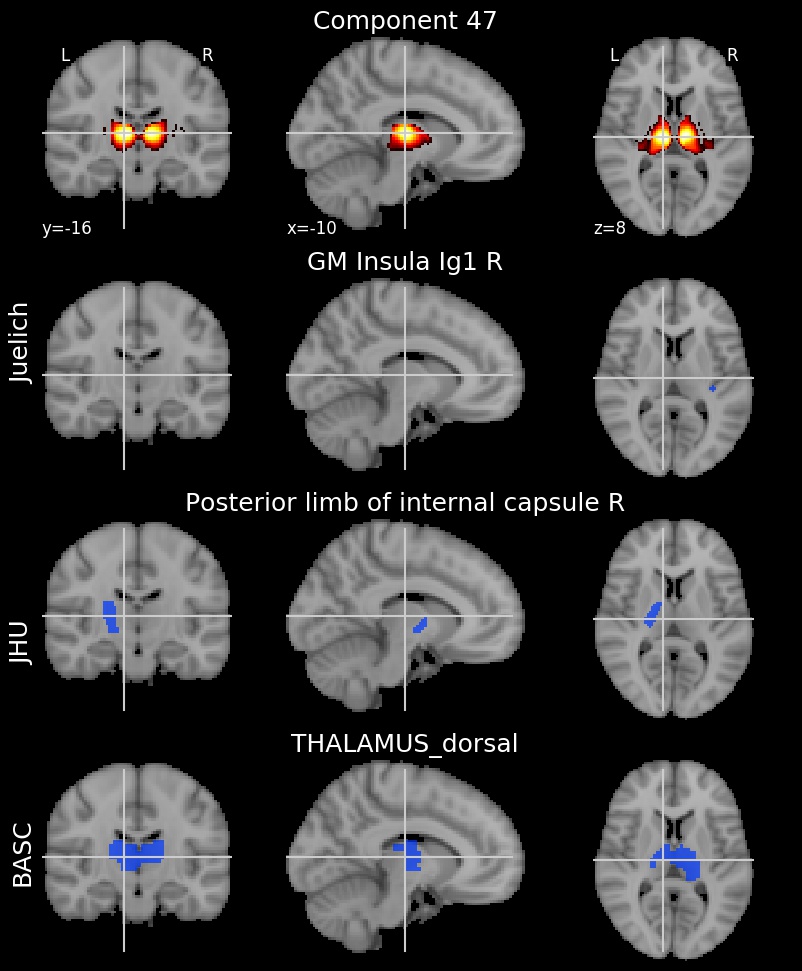 Component 47
L R L R
y=-16 x=-10 z=8
GM Insula Ig1 R
Juelich
Posterior limb of internal capsule R
JHU
THALAMUS_dorsal
BASC